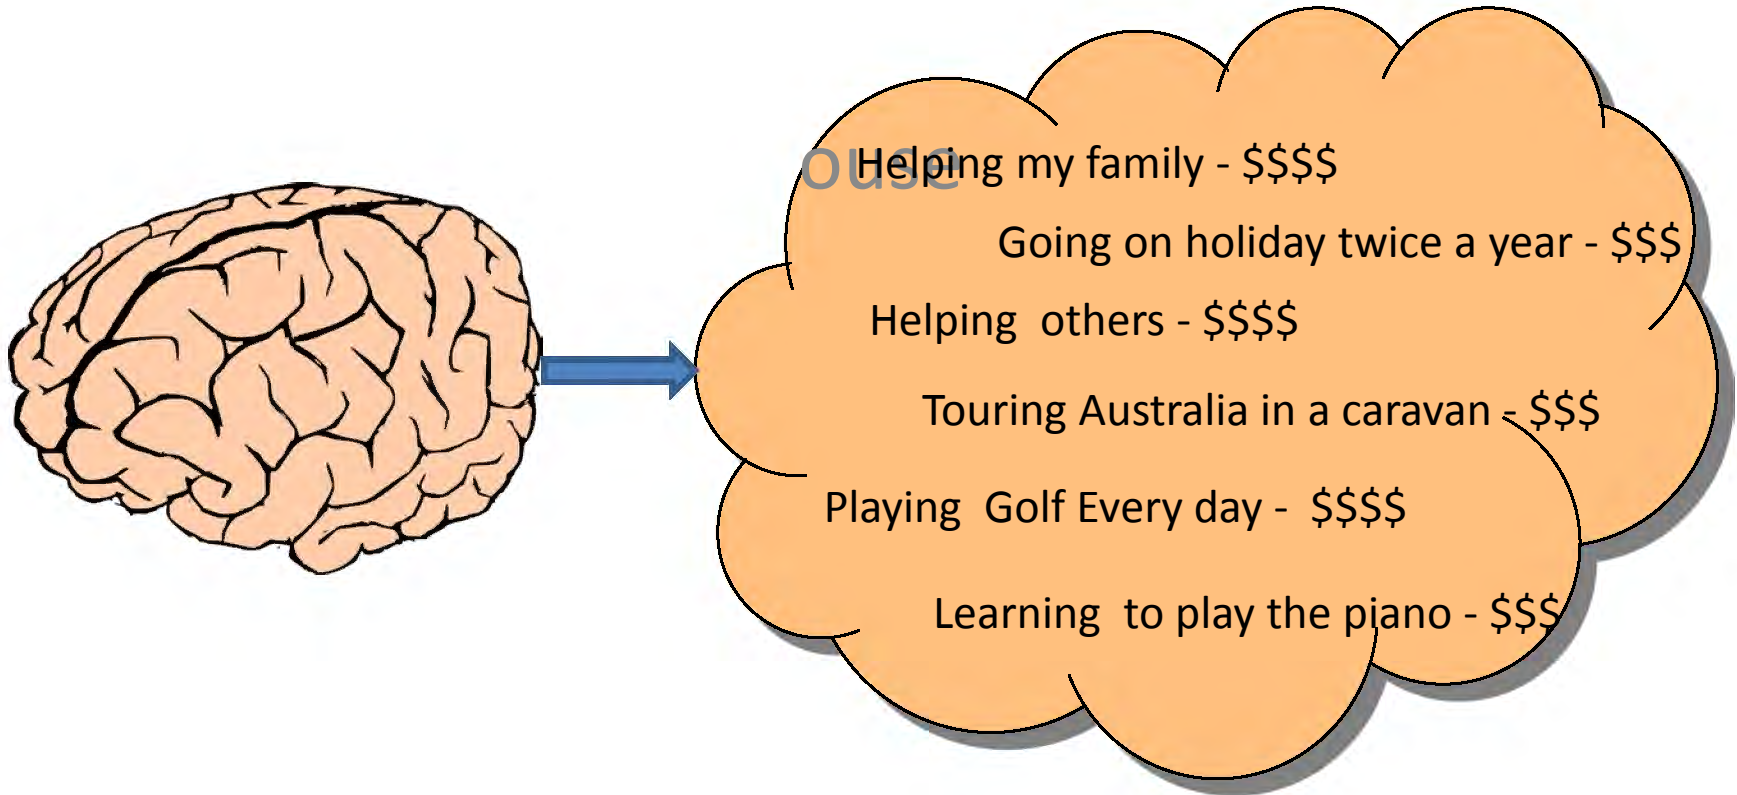 ouse
Helping my family - $$$$
Going on holiday twice a year - $$$
Helping  others - $$$$
Touring Australia in a caravan - $$$
Playing  Golf Every day -  $$$$
Learning  to play the piano - $$$